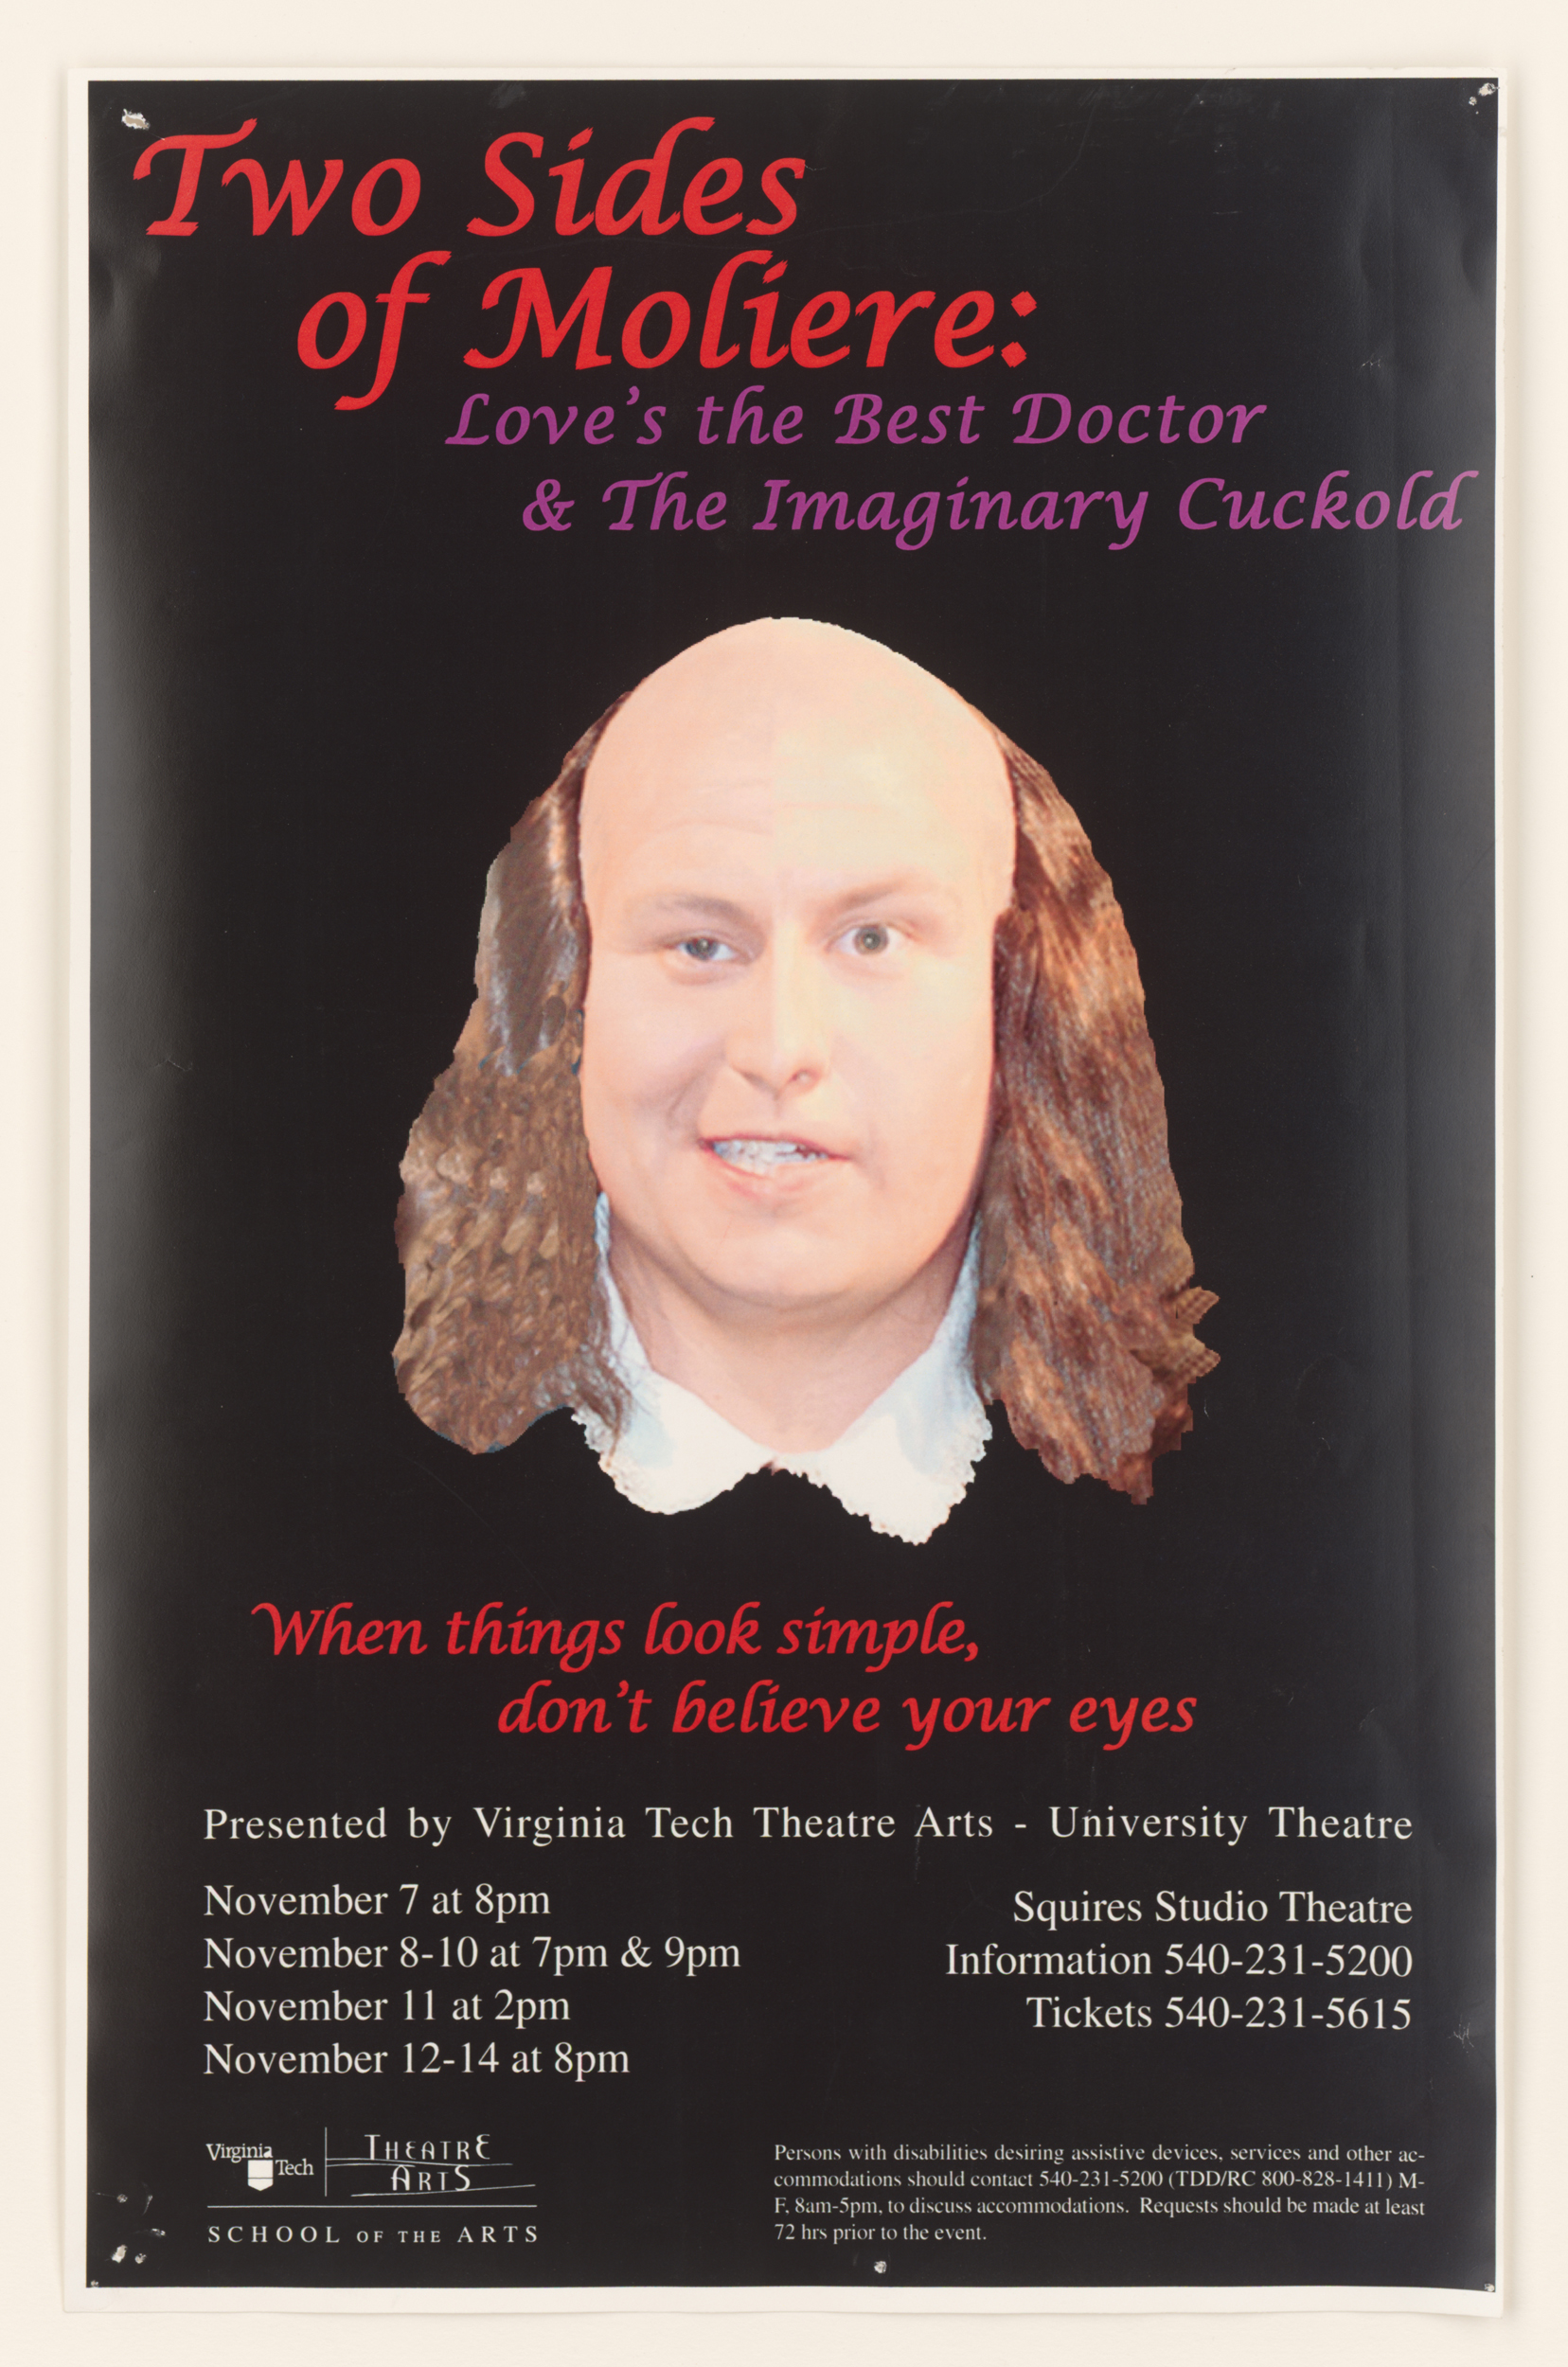 Two Sides
of Moliere:
Love's the Best Doctor
& The Imaginary Cuckold
When things look simple,
don't believe your eyes
Presented by Virginia Tech Theatre Arts - University Theatre
November 7 at 8pm
November 8-10 at 7pm & 9pm
November 11 at 2pm
November 12-14 at 8pm
Squires Studio Theatre
Information 540-231-5200
Tickets 540-231-5615
Virginia
Tech
THEATRE
ARTS
SCHOOL OF THE ARTS
Persons with disabilities desiring assistive devices, services and other ac-
commodations should contact 540-231-5200 (TDD/RC 800-828-1411) M-
F, 8am-5pm, to discuss accommodations. Requests should be made at least
72 hrs prior to the event.